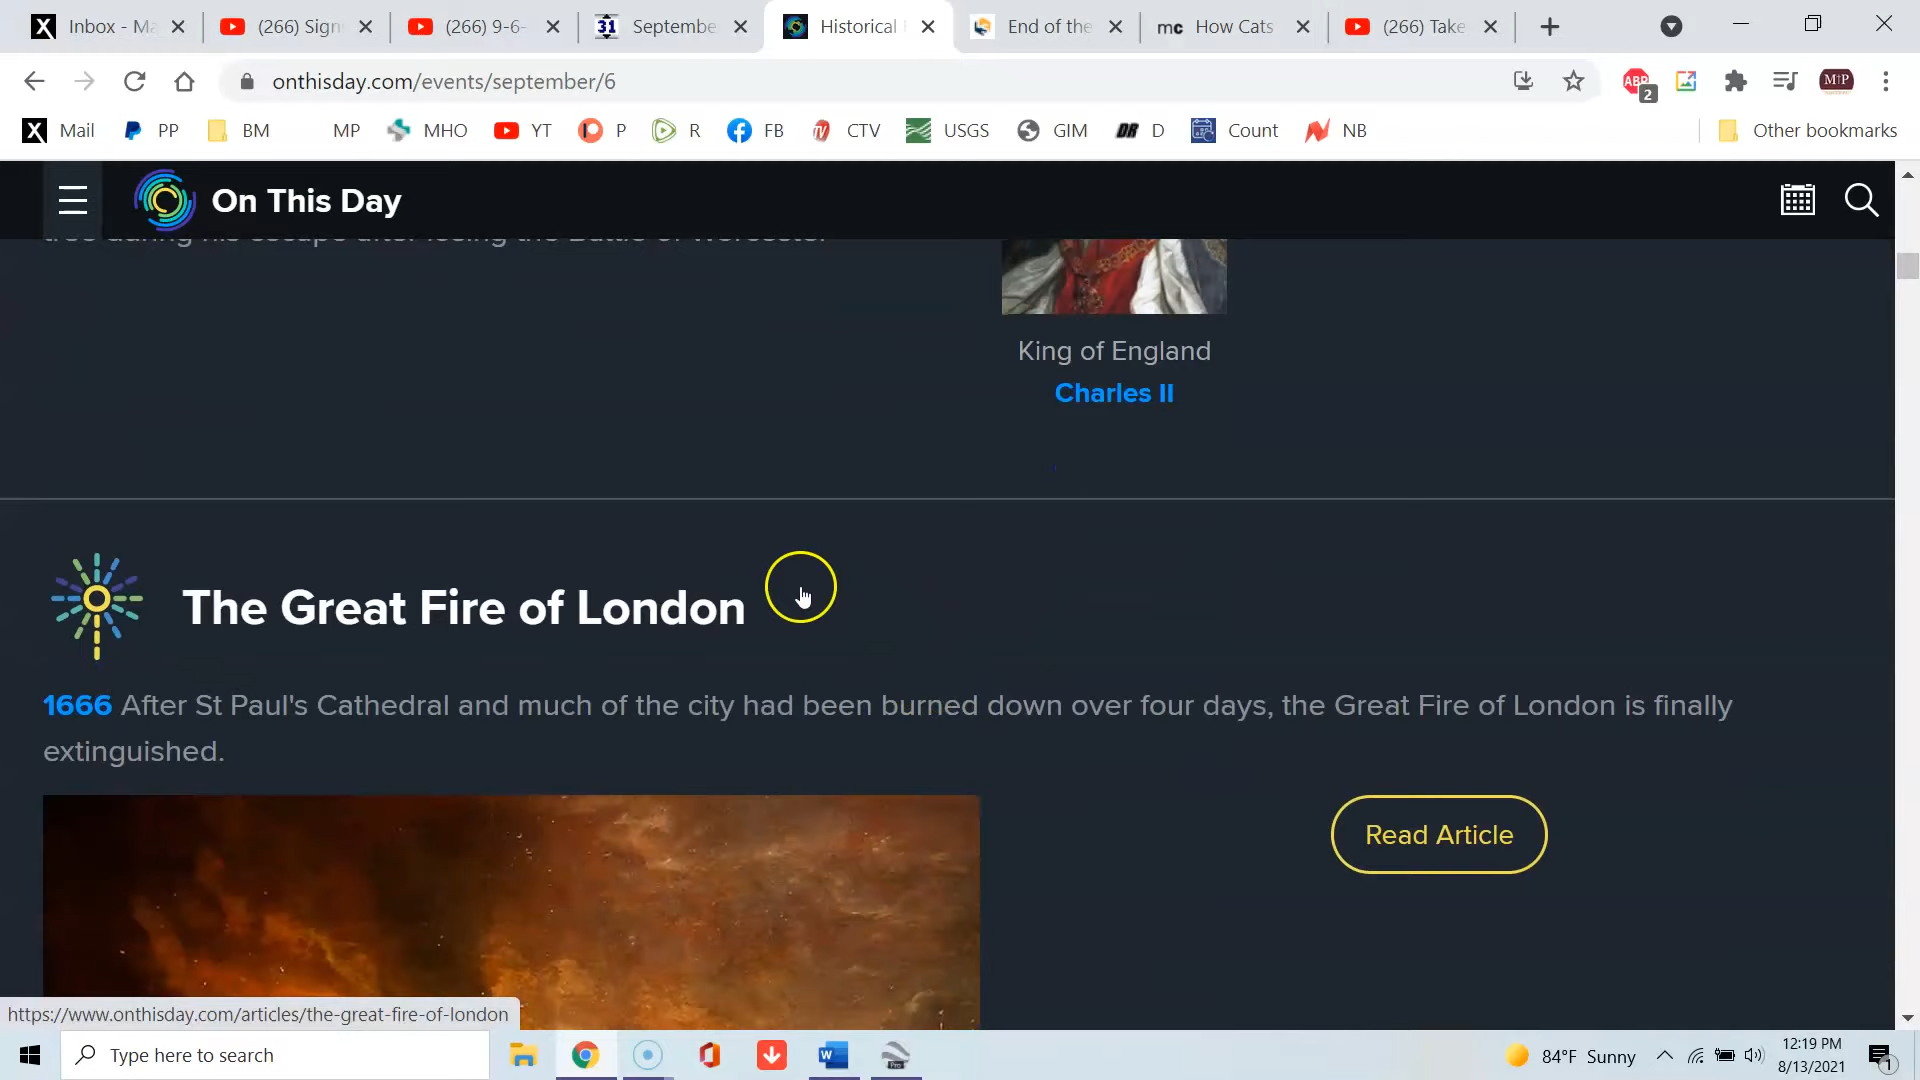 Inbox - Ma
(266) Sign
(266) 9-6-
31 Septembe
Historical
End of the
mc How Cats
(266) Take
onthisday.com/events/september/6
ABP
2
MIP
X Mail
PP
BM
MP
MHO
YT
P
R
FB
CTV
USGS
GIM
DR D
Count
NB
Other bookmarks
On This Day
King of England
Charles II
The Great Fire of London
1666 After St Paul's Cathedral and much of the city had been burned down over four days, the Great Fire of London is finally
extinguished.
Read Article
https://www.onthisday.com/articles/the-great-fire-of-london
Type here to search
84°F Sunny
12:19 PM
8/13/2021
1